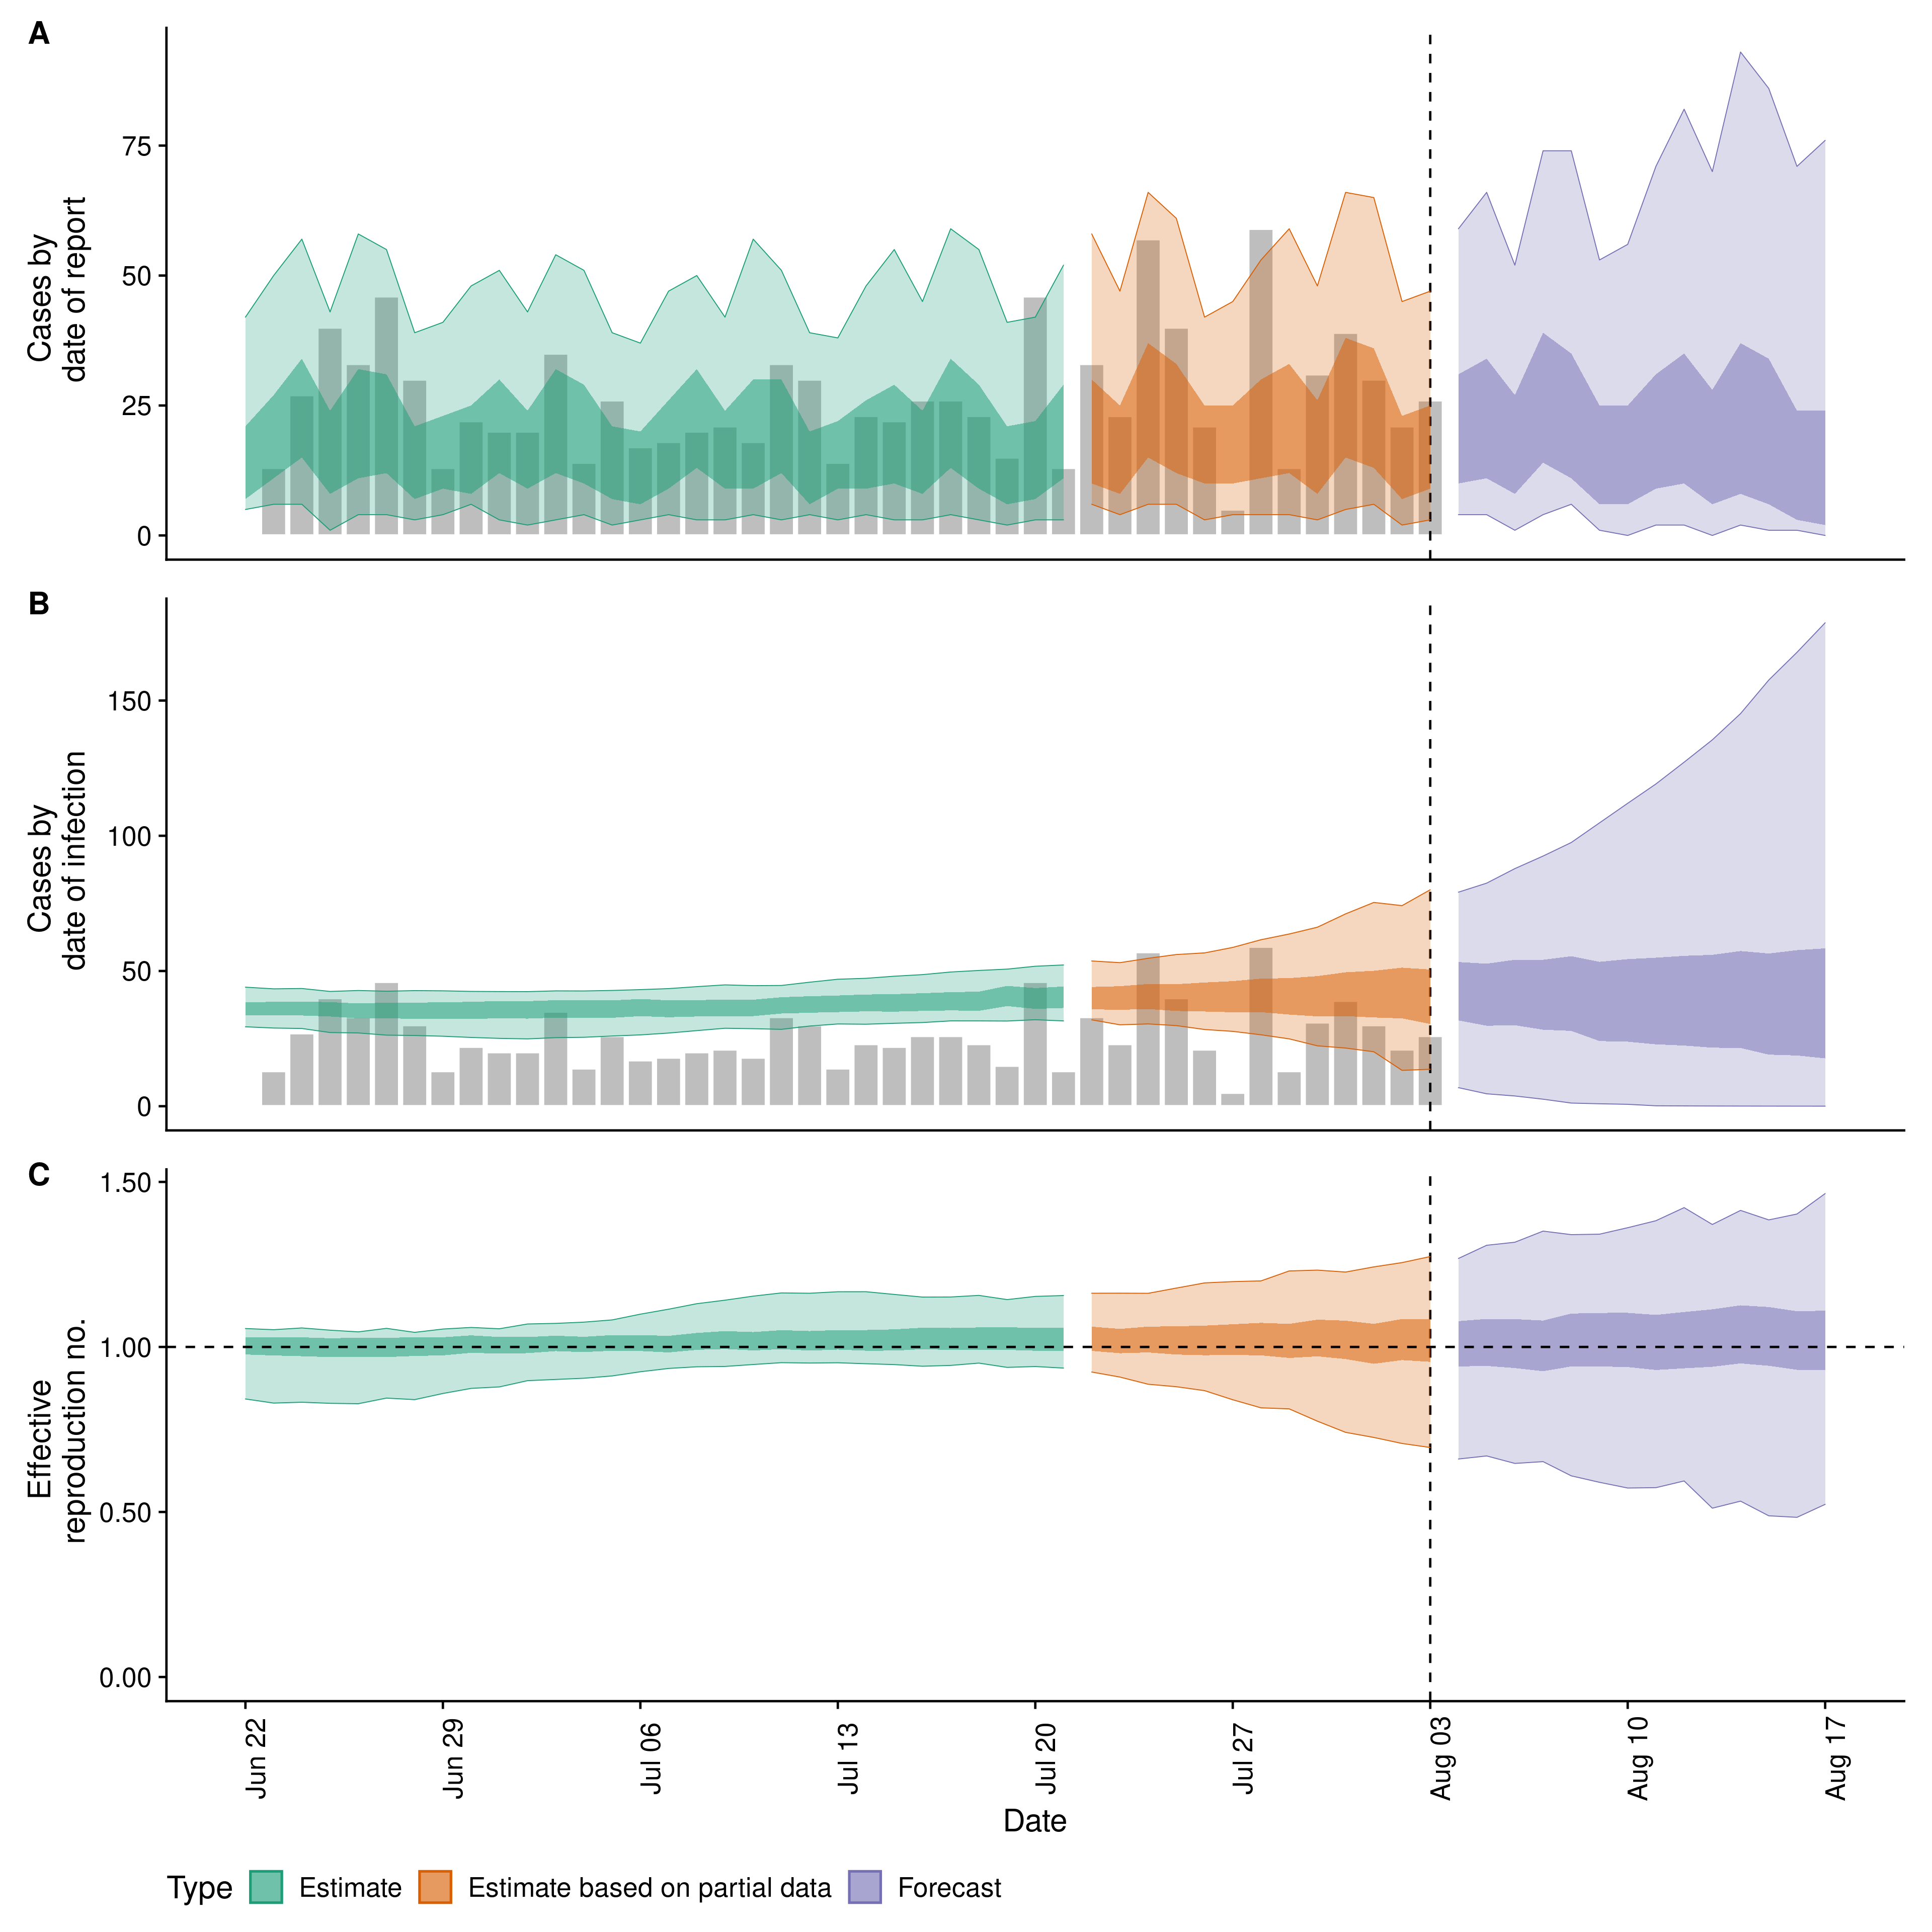 A
Cases by
date of report
75
50
25
0
B
Cases by
date of infection
150
100
50
0
C
Effective
reproduction no.
1.50
1.00
0.50
0.00
Jun 22
Jun 29
Jul 06
Jul 13
Jul 20
Jul 27
Aug 03
Aug 10
Aug 17
Date
Type
Estimate
Estimate based on partial data
Forecast